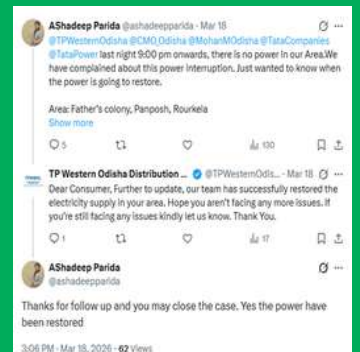 AShadeep Parida @ashadeepparida · Mar 18
@TPWesternOdisha @CMO_Odisha @MohanMOdisha @TataCompanies
@TataPower last night 9:00 pm onwards, there is no power in our Area.We
have complained about this power interruption. Just wanted to know when
the power is going to restore.
Area: Father's colony, Panposh, Rourkela
Show more
5 130
TP Western Odisha Distribution ... @TPWesternOdis... · Mar 18
Dear Consumer, Further to update, our team has successfully restored the
electricity supply in your area. Hope you aren't facing any more issues. If
you're still facing any issues kindly let us know. Thank You.
1 17
AShadeep Parida
@ashadeepparida
Thanks for follow up and you may close the case. Yes the power have
been restored
3:06 PM · Mar 18, 2026 · 62 Views